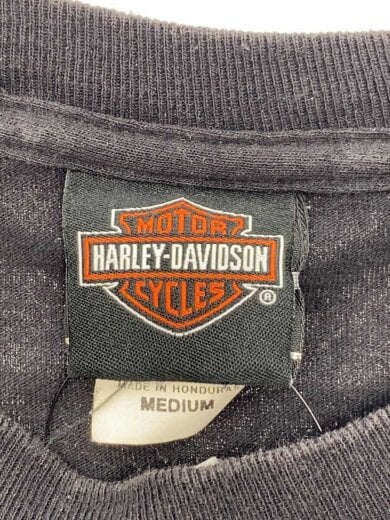 MOTOR
HARLEY-DAVIDSON
CYCLES
®
MADE IN HONDURAS
MEDIUM